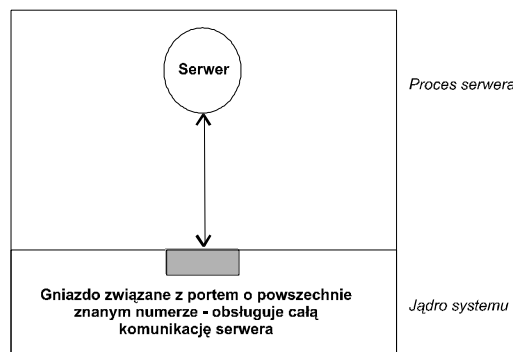 Serwer
Proces serwera
Gniazdo związane z portem o powszechnie
znanym numerze - obsługuje całą
komunikację serwera
Jądro systemu